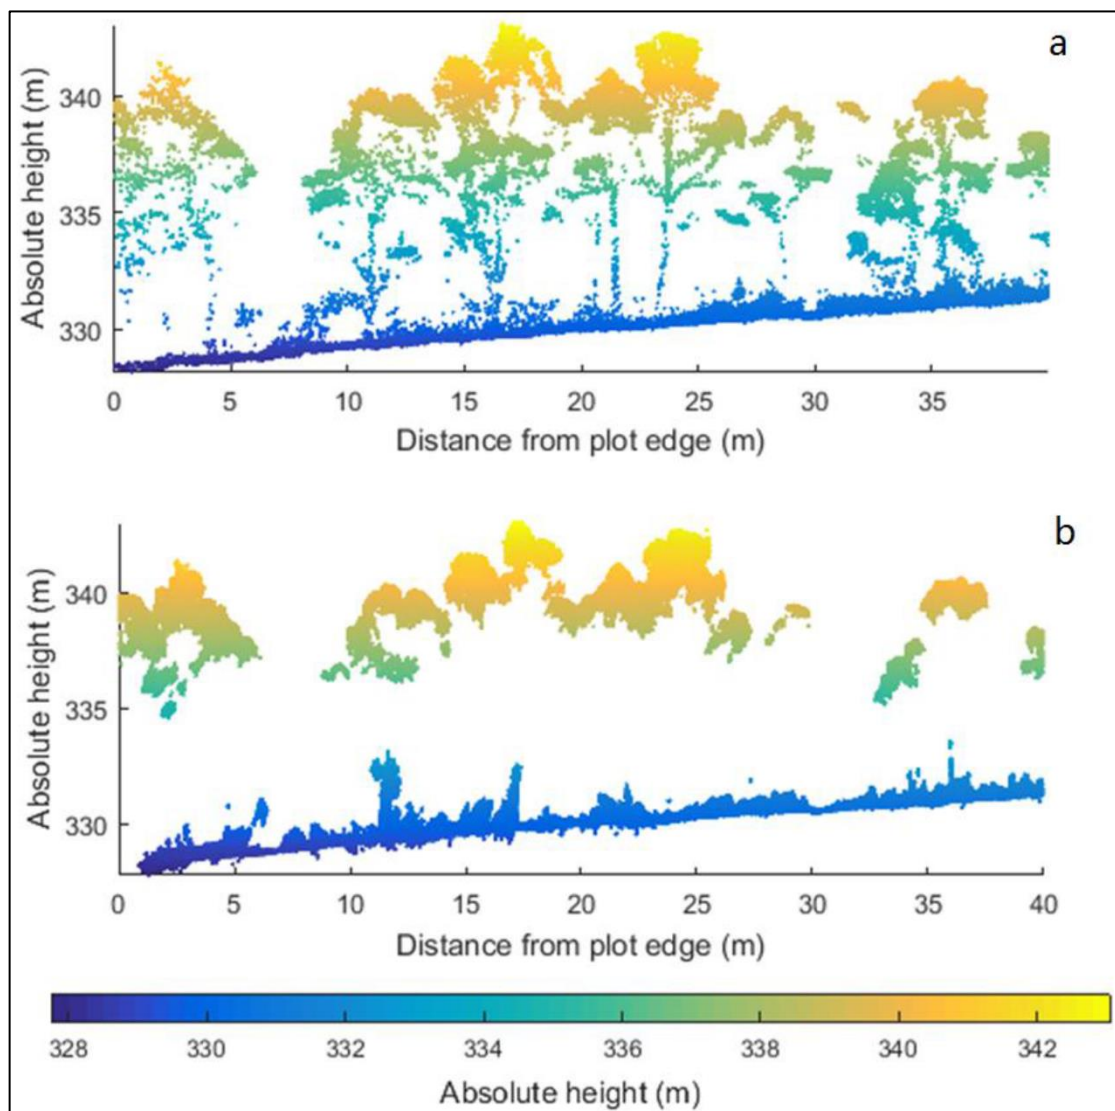 a
Absolute height (m)
340
335
330
0 5 10 15 20 25 30 35
Distance from plot edge (m)
b
Absolute height (m)
340
335
330
0 5 10 15 20 25 30 35 40
Distance from plot edge (m)
328 330 332 334 336 338 340 342
Absolute height (m)